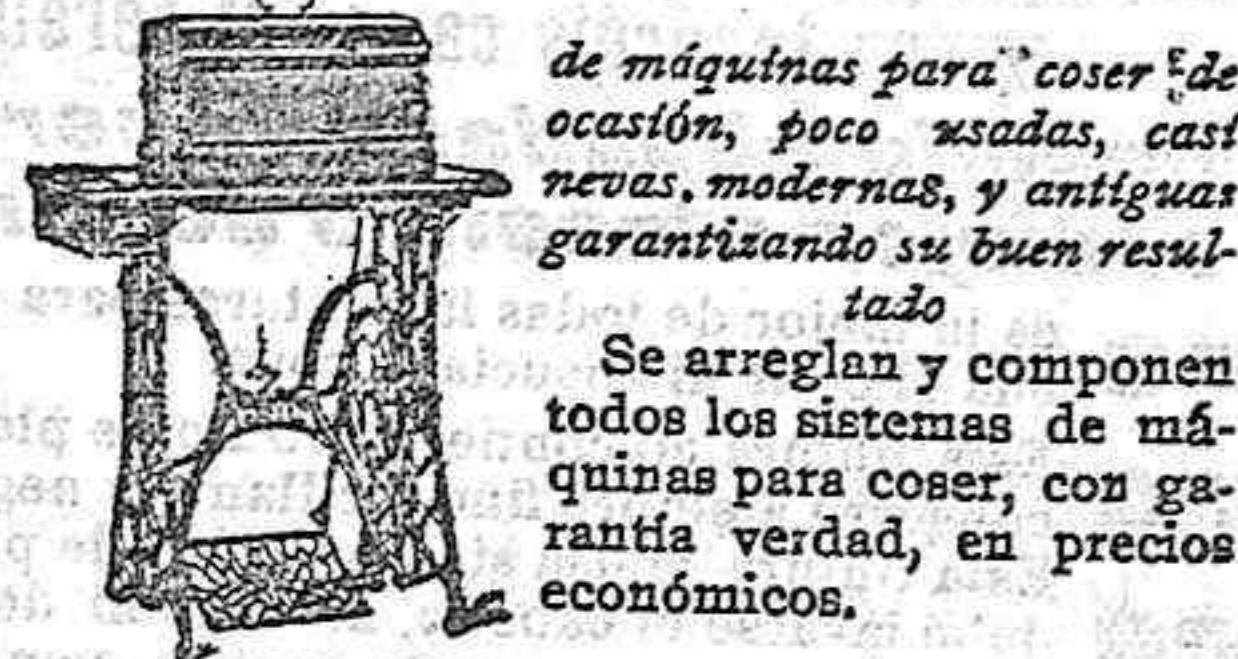 de máquinas para coser de
ocasión, poco usadas, casi
nevas, modernas, y antiguas
garantizando su buen resul-
tado
Se arreglan y componen
todos los sistemas de má-
quinas para coser, con ga-
rantía verdad, en precios
económicos.